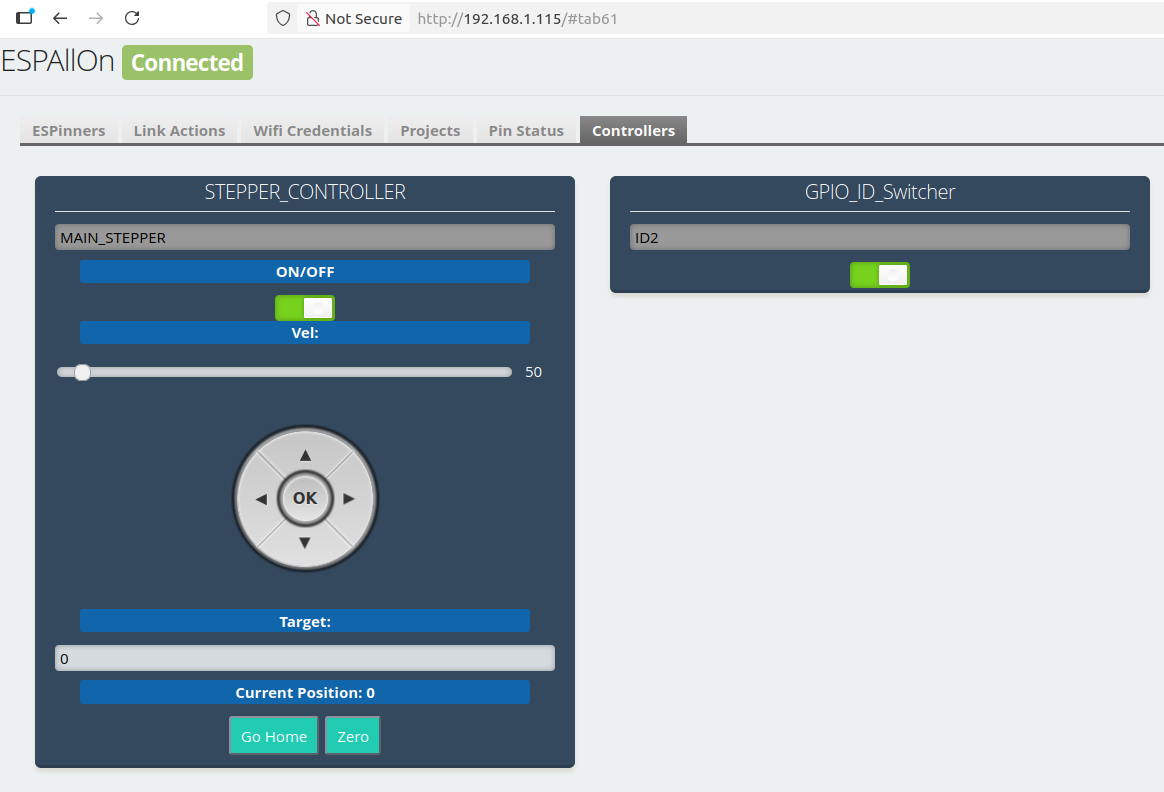 Not Secure http://192.168.1.115/#tab61
ESPAllOn Connected
ESPinners Link Actions Wifi Credentials Projects Pin Status Controllers
STEPPER_CONTROLLER
MAIN_STEPPER
ON/OFF
Vel:
50
▲
◀ OK ▶
▼
Target:
0
Current Position: 0
Go Home Zero
GPIO_ID_Switcher
ID2